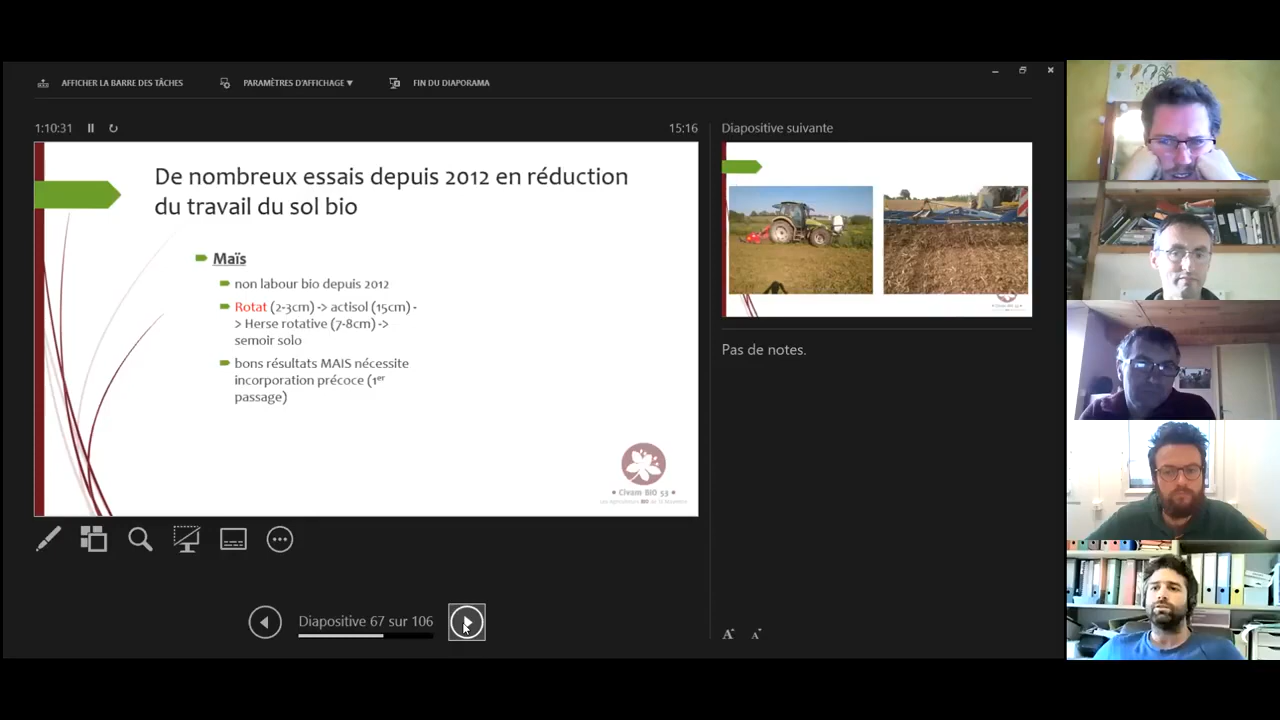 AFFICHER LA BARRE DES TÂCHES
PARAMÈTRES D'AFFICHAGE ▼
FIN DU DIAPORAMA
1:10:31
15:16
Diapositive suivante
De nombreux essais depuis 2012 en réduction
du travail du sol bio
Maïs
non labour bio depuis 2012
Rotat (2-3cm) -> actisol (15cm) -
> Herse rotative (7-8cm) ->
semoir solo
bons résultats MAIS nécessite
incorporation précoce (1er
passage)
• Civam BIO 53 •
Pas de notes.
Diapositive 67 sur 106
A
A